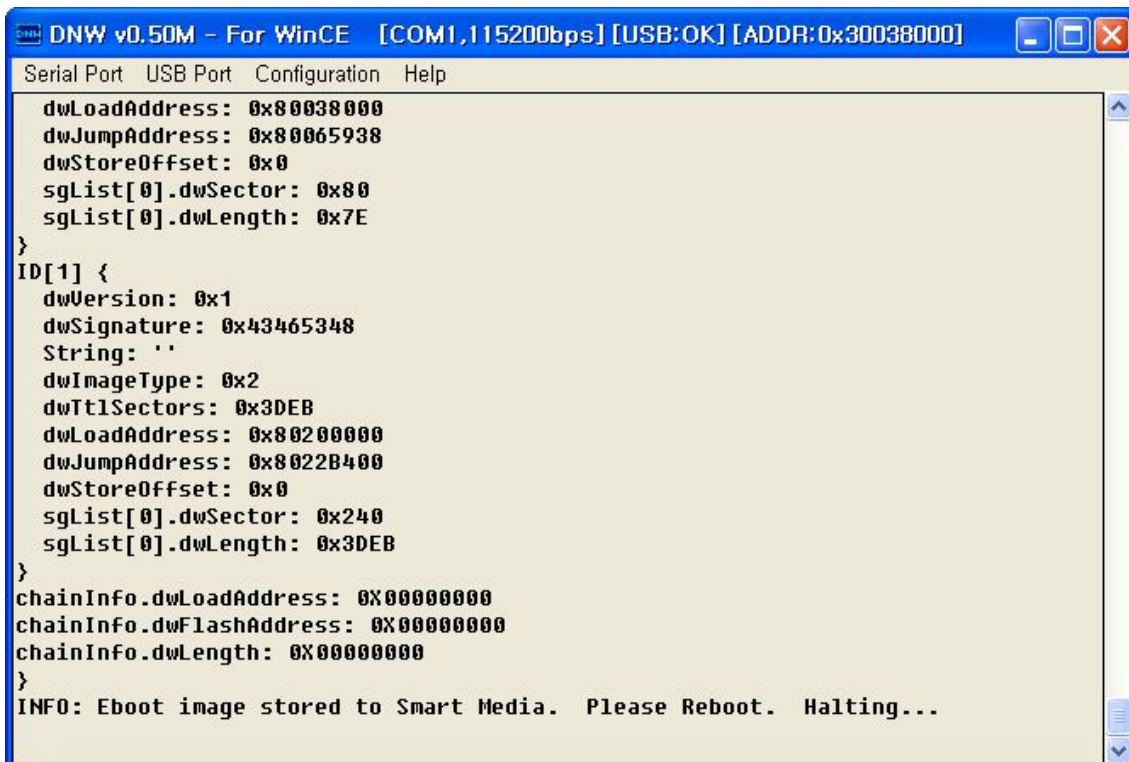 DNW v0.50M - For WinCE [COM1,115200bps] [USB:OK] [ADDR:0x30038000]
Serial Port USB Port Configuration Help
dwLoadAddress: 0x80038000
dwJumpAddress: 0x80065938
dwStoreOffset: 0x0
sgList[0].dwSector: 0x80
sgList[0].dwLength: 0x7E
}
ID[1] {
dwVersion: 0x1
dwSignature: 0x43465348
String: ''
dwImageType: 0x2
dwTtlSectors: 0x3DEB
dwLoadAddress: 0x80200000
dwJumpAddress: 0x8022B400
dwStoreOffset: 0x0
sgList[0].dwSector: 0x240
sgList[0].dwLength: 0x3DEB
}
chainInfo.dwLoadAddress: 0X00000000
chainInfo.dwFlashAddress: 0X00000000
chainInfo.dwLength: 0X00000000
}
INFO: Eboot image stored to Smart Media.  Please Reboot.  Halting...